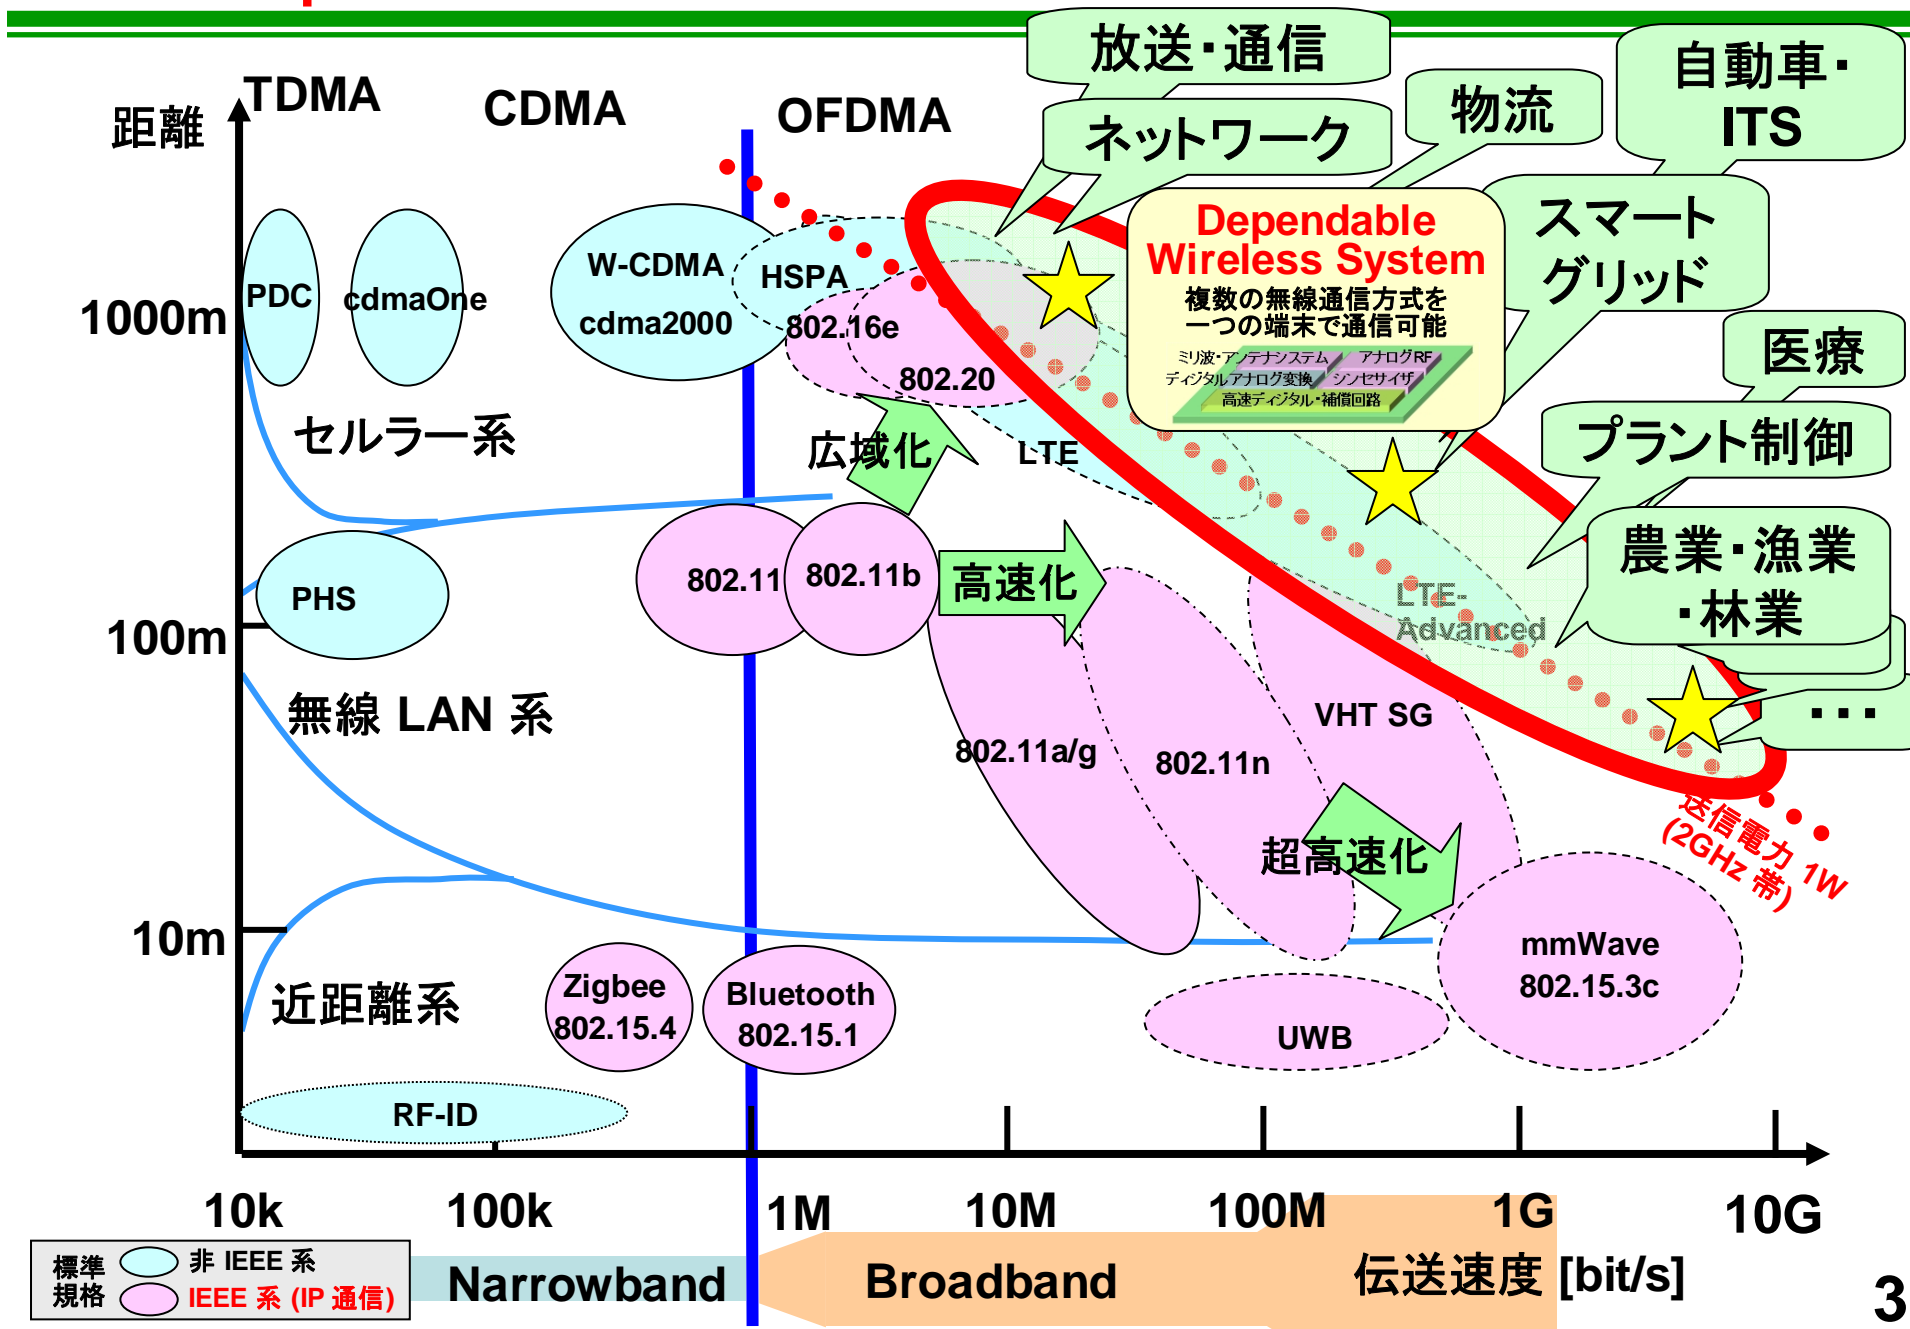 放送・通信
自動車・
ITS
TDMA
CDMA
OFDMA
物流
距離
ネットワーク
Dependable
Wireless System
複数の無線通信方式を
一つの端末で通信可能
ミリ波・アンテナシステム
アナログRF
ディジタルアナログ変換
シンセサイザ
高速ディジタル・補償回路
スマート
グリッド
W-CDMA
cdma2000
HSPA
PDC
cdmaOne
1000m
802.16e
802.20
医療
セルラー系
広域化
LTE
プラント制御
農業・漁業
・林業
802.11
802.11b
高速化
PHS
LTE-
Advanced
100m
無線 LAN 系
VHT SG
・・・
802.11a/g
802.11n
送信電力 1W
(2GHz 帯)
超高速化
10m
mmWave
802.15.3c
近距離系
Zigbee
802.15.4
Bluetooth
802.15.1
UWB
RF-ID
10k
100k
1M
10M
100M
1G
10G
標準
規格
非 IEEE 系
IEEE 系 (IP 通信)
Narrowband
Broadband
伝送速度 [bit/s]
3